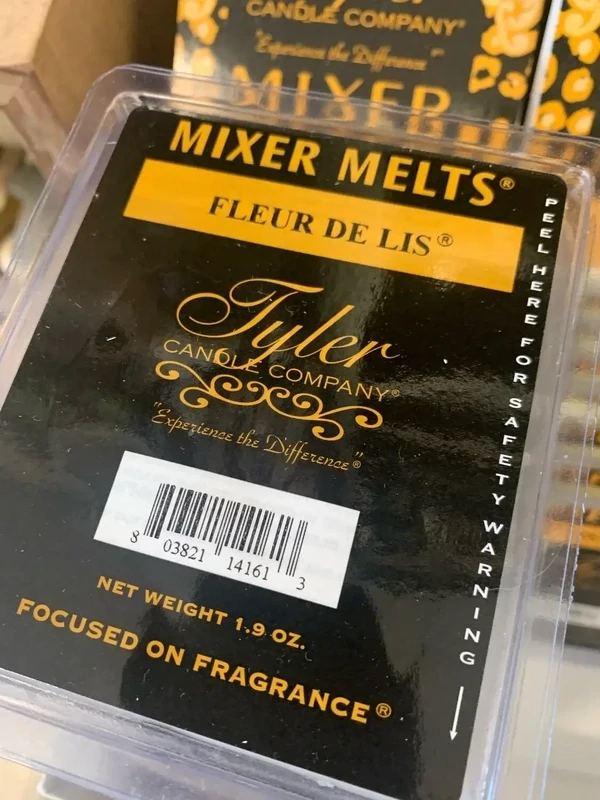 CANDLE COMPANY®
"Experience the Difference"
MIXER
MIXER MELTS®
FLEUR DE LIS®
Tyler
CANDLE COMPANY®
"Experience the Difference®"
8 03821 14161 3
NET WEIGHT 1.9 OZ.
FOCUSED ON FRAGRANCE®
PEEL HERE FOR SAFETY WARNING